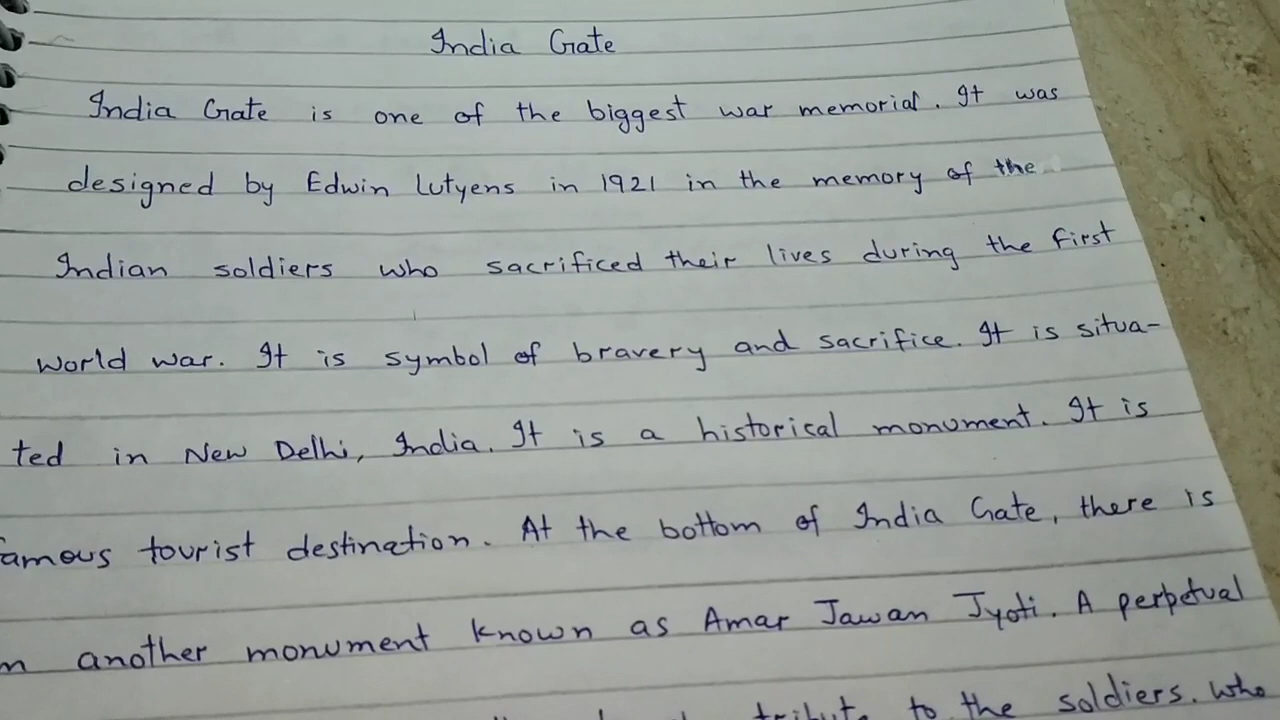 India Gate
India Gate is one of the biggest war memorial. It was
designed by Edwin Lutyens in 1921 in the memory of the
Indian soldiers who sacrificed their lives during the first
world war. It is symbol of bravery and sacrifice. It is situa-
ted in New Delhi, India. It is a historical monument. It is
amous tourist destination. At the bottom of India Gate, there is
n another monument known as Amar Jawan Jyoti. A perpetual
to the soldiers. who